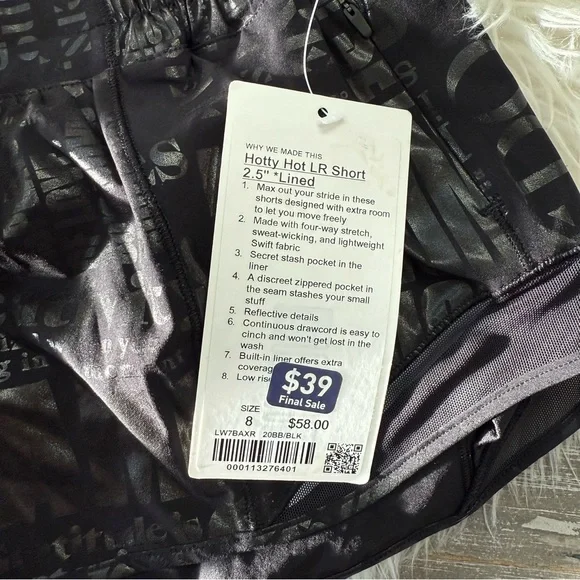 WHY WE MADE THIS
Hotty Hot LR Short
2.5" *Lined
1. Max out your stride in these
shorts designed with extra room
to let you move freely
2. Made with four-way stretch,
sweat-wicking, and lightweight
Swift fabric
3. Secret stash pocket in the
liner
4. A discreet zippered pocket in
the seam stashes your small
stuff
5. Reflective details
6. Continuous drawcord is easy to
cinch and won't get lost in the
wash
7. Built-in liner offers extra
8. Low
$39
Final Sale
SIZE
8 $58.00
LW7BAXR 20BB/BLK
000113276401